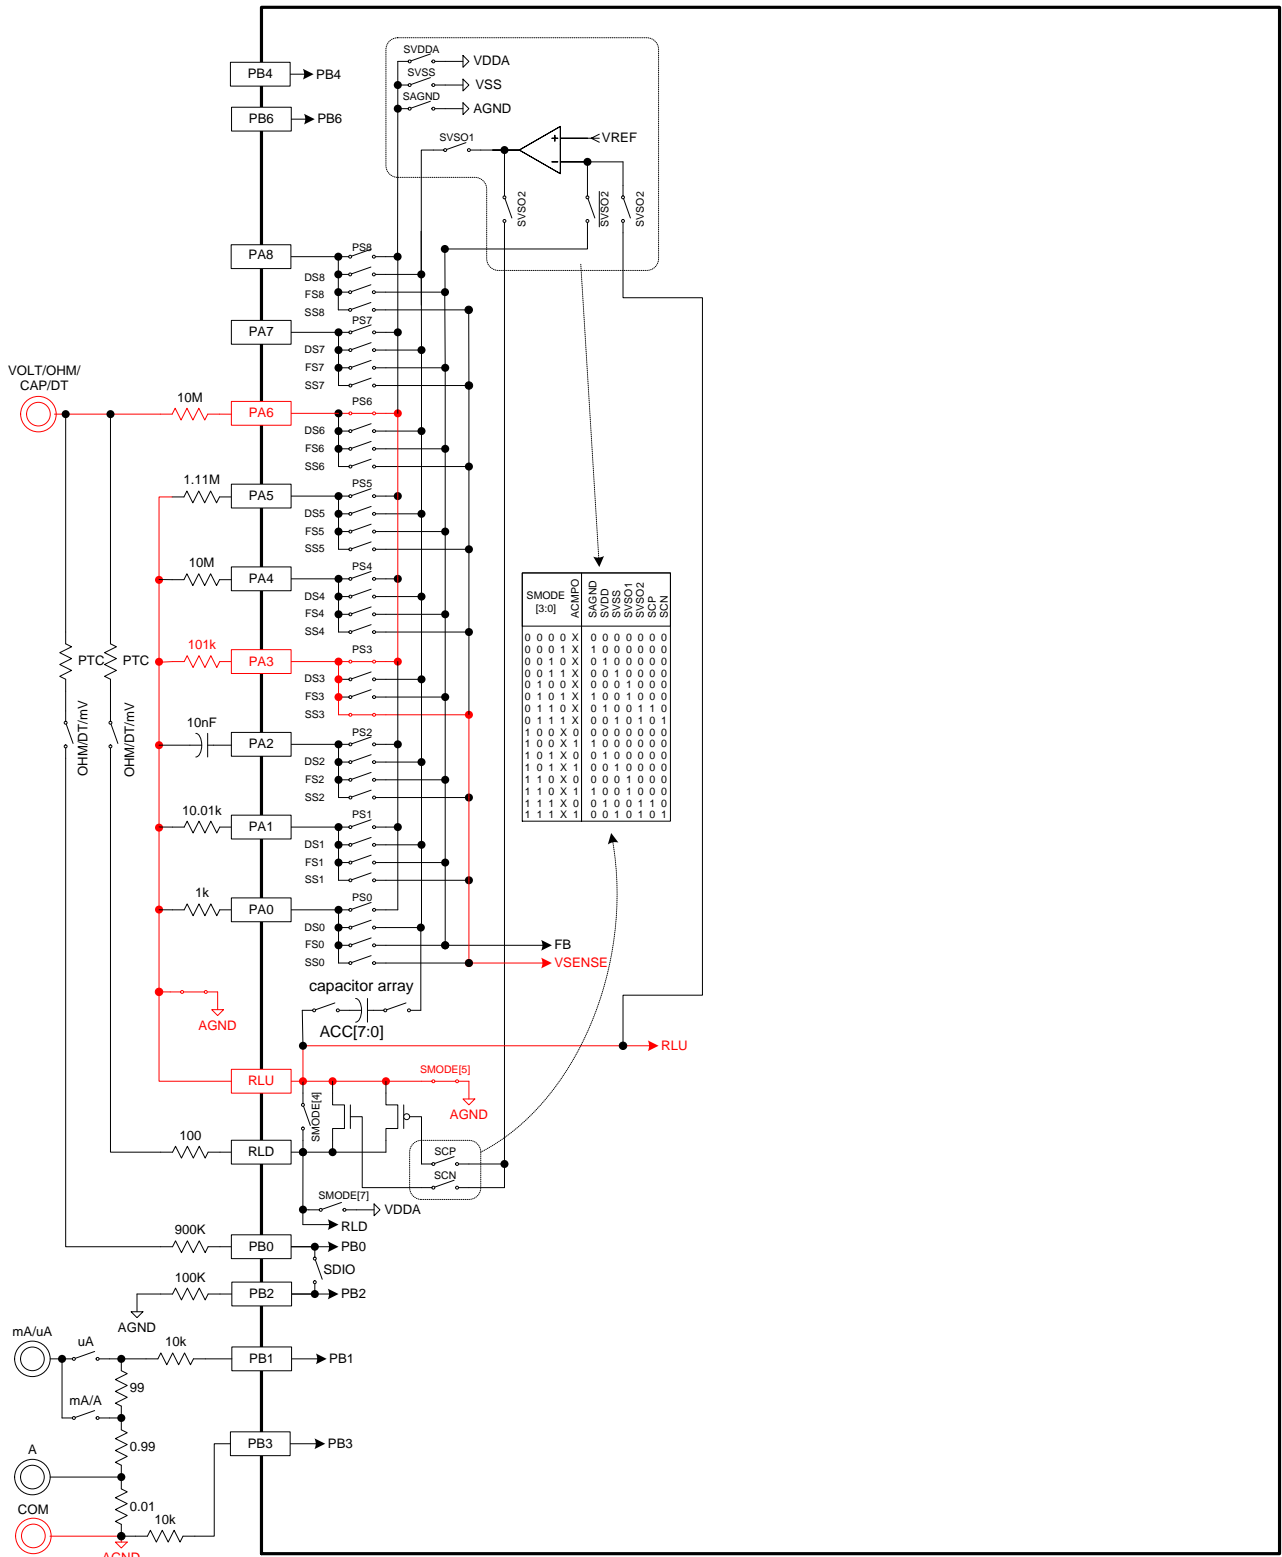 SVDDA
VDDA
SVSS
VSS
SAGND
AGND
PB4
PB4
PB6
PB6
SVSO1
+
-
VREF
SVSO2
SVSO2
SVSO2
PA8
PS8
DS8
FS8
SS8
PA7
PS7
DS7
FS7
SS7
VOLT/OHM/
CAP/DT
10M
PA6
PS6
DS6
FS6
SS6
1.11M
PA5
PS5
DS5
FS5
SS5
10M
PA4
PS4
DS4
FS4
SS4
PTC
PTC
101k
PA3
PS3
DS3
FS3
SS3
OHM/DT/mV
OHM/DT/mV
10nF
PA2
PS2
DS2
FS2
SS2
10.01k
PA1
PS1
DS1
FS1
SS1
1k
PA0
PS0
DS0
FS0
SS0
FB
VSENSE
SMODE
[3:0]
ACMPO
SAGND
SVDD
SVSS
SVSO1
SVSO2
SCP
SCN
0 0 0 0 X 0 0 0 0 0 0 0
0 0 0 1 X 1 0 0 0 0 0 0
0 0 1 0 X 0 1 0 0 0 0 0
0 0 1 1 X 0 0 1 0 0 0 0
0 1 0 0 X 0 0 0 1 0 0 0
0 1 0 1 X 1 0 0 1 0 0 0
0 1 1 0 X 0 1 0 0 1 1 0
0 1 1 1 X 0 0 1 0 1 0 1
1 0 0 X 0 0 0 0 0 0 0 0
1 0 0 X 1 1 0 0 0 0 0 0
1 0 1 X 0 0 1 0 0 0 0 0
1 0 1 X 1 0 0 1 0 0 0 0
1 1 0 X 0 0 0 0 1 0 0 0
1 1 0 X 1 1 0 0 1 0 0 0
1 1 1 X 0 0 1 0 0 1 1 0
1 1 1 X 1 0 0 1 0 1 0 1
capacitor array
ACC[7:0]
AGND
RLU
RLU
SMODE[5]
AGND
SMODE[4]
100
RLD
SCP
SCN
SMODE[7]
VDDA
RLD
900K
PB0
PB0
SDIO
100K
PB2
PB2
AGND
mA/uA
uA
10k
PB1
PB1
99
mA/A
0.99
PB3
PB3
A
0.01
COM
10k
AGND